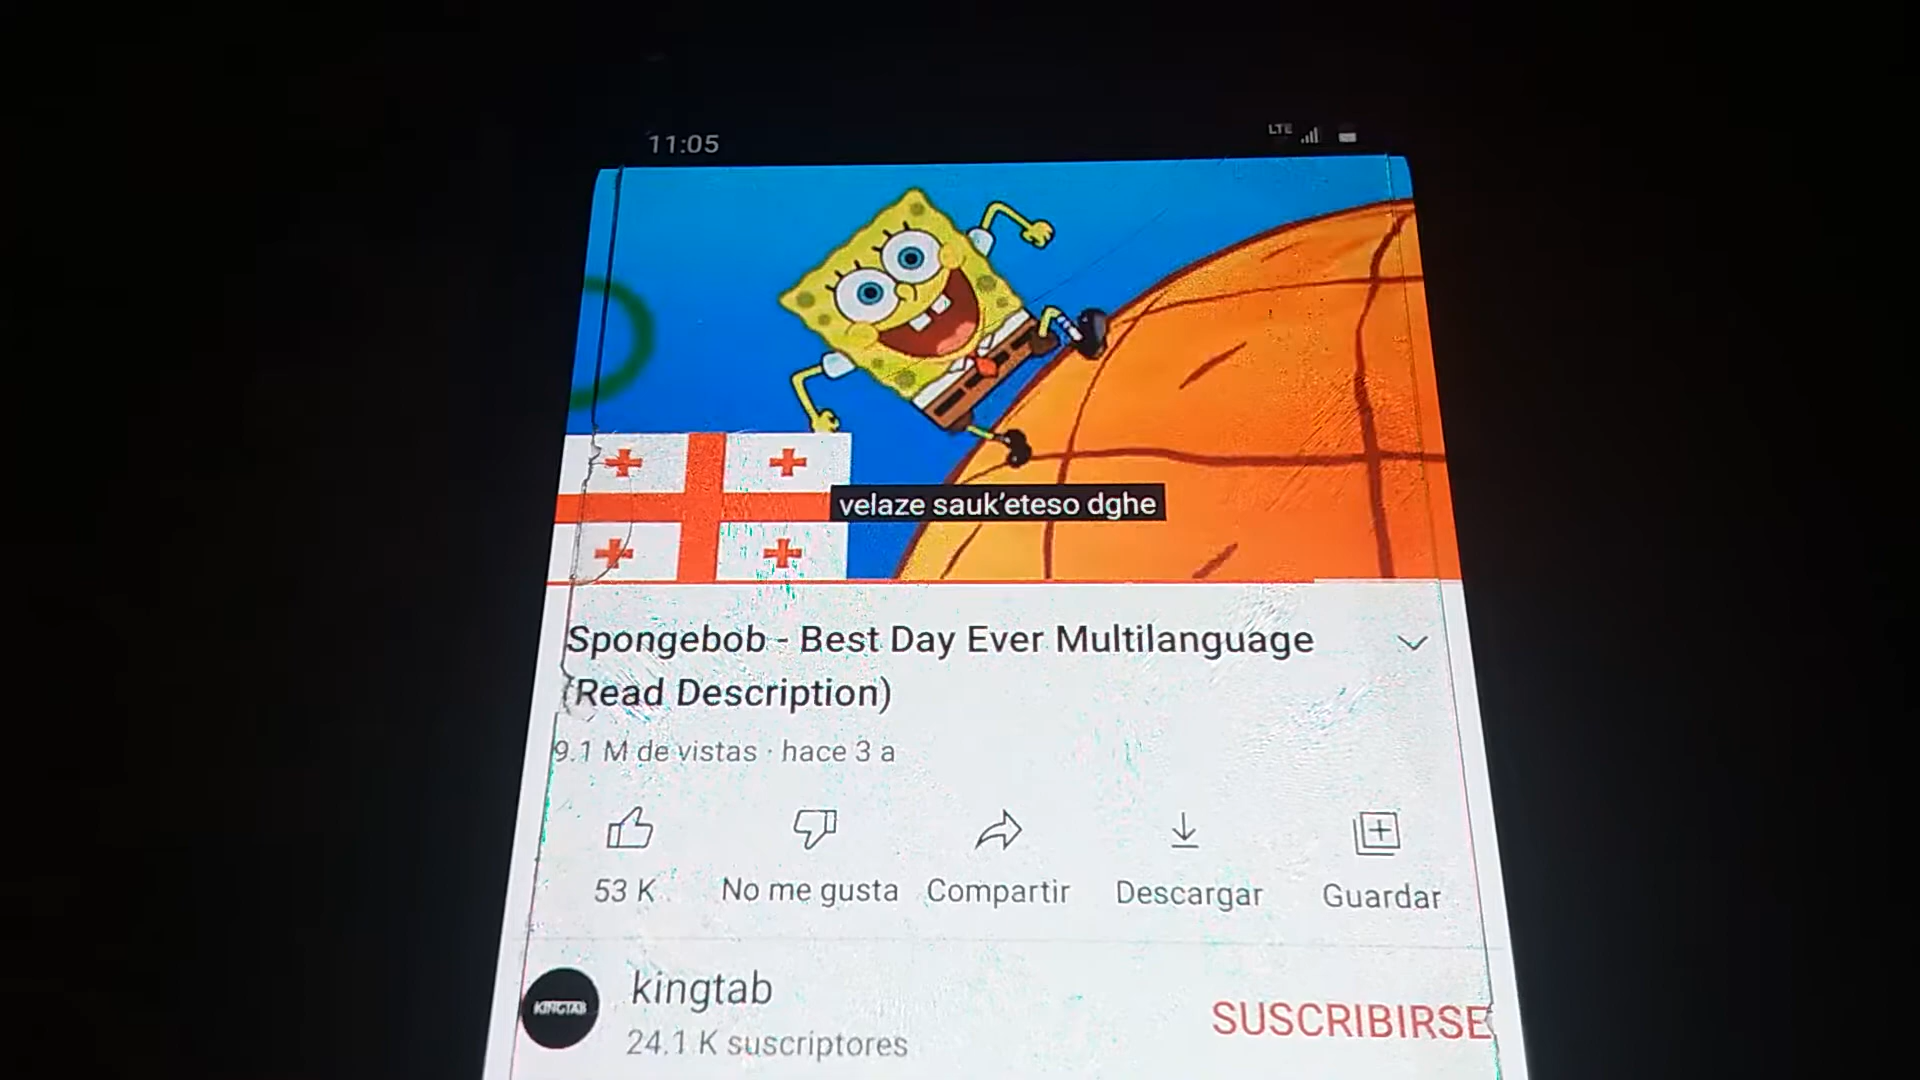 11:05
LTE
velaze sauk'eteso dghe
Spongebob - Best Day Ever Multilanguage
(Read Description)
9.1 M de vistas · hace 3 a
53 K
No me gusta
Compartir
Descargar
Guardar
KINGTAB
kingtab
24.1 K suscriptores
SUSCRIBIRSE